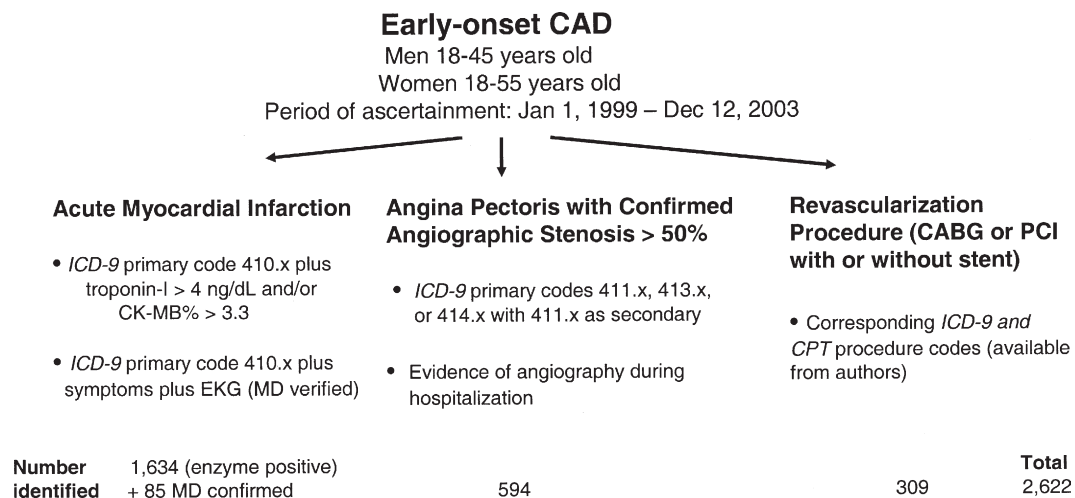 Early-onset CAD
Men 18-45 years old
Women 18-55 years old
Period of ascertainment: Jan 1, 1999 – Dec 12, 2003
Acute Myocardial Infarction
• ICD-9 primary code 410.x plus
troponin-I > 4 ng/dL and/or
CK-MB% > 3.3
• ICD-9 primary code 410.x plus
symptoms plus EKG (MD verified)
Angina Pectoris with Confirmed
Angiographic Stenosis > 50%
• ICD-9 primary codes 411.x, 413.x,
or 414.x with 411.x as secondary
• Evidence of angiography during
hospitalization
Revascularization
Procedure (CABG or PCI
with or without stent)
• Corresponding ICD-9 and
CPT procedure codes (available
from authors)
Number identified
1,634 (enzyme positive)
+ 85 MD confirmed
594
309
Total
2,622